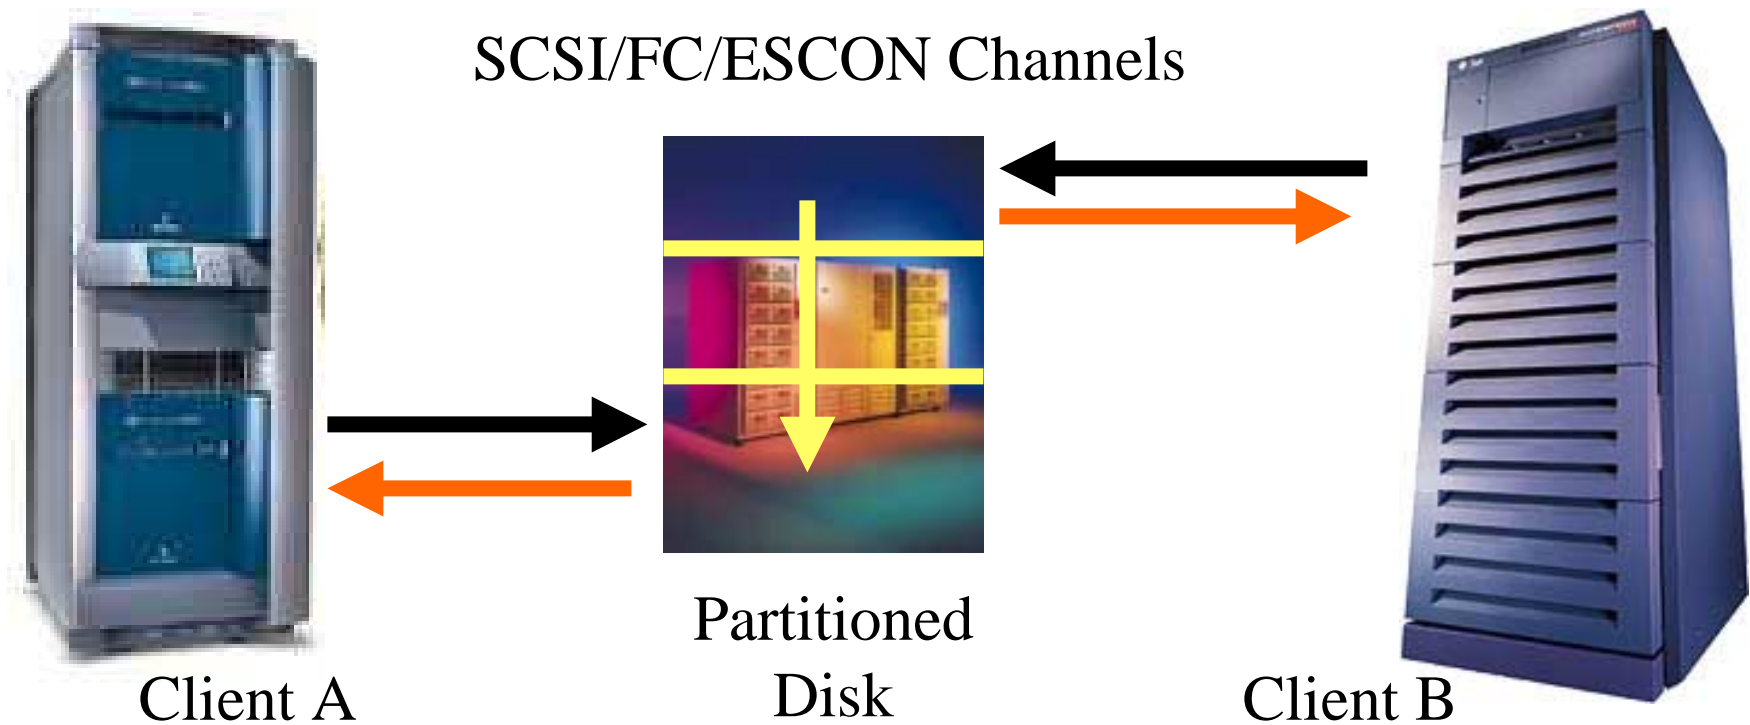 SCSI/FC/ESCON Channels
Partitioned
Disk
Client A
Client B